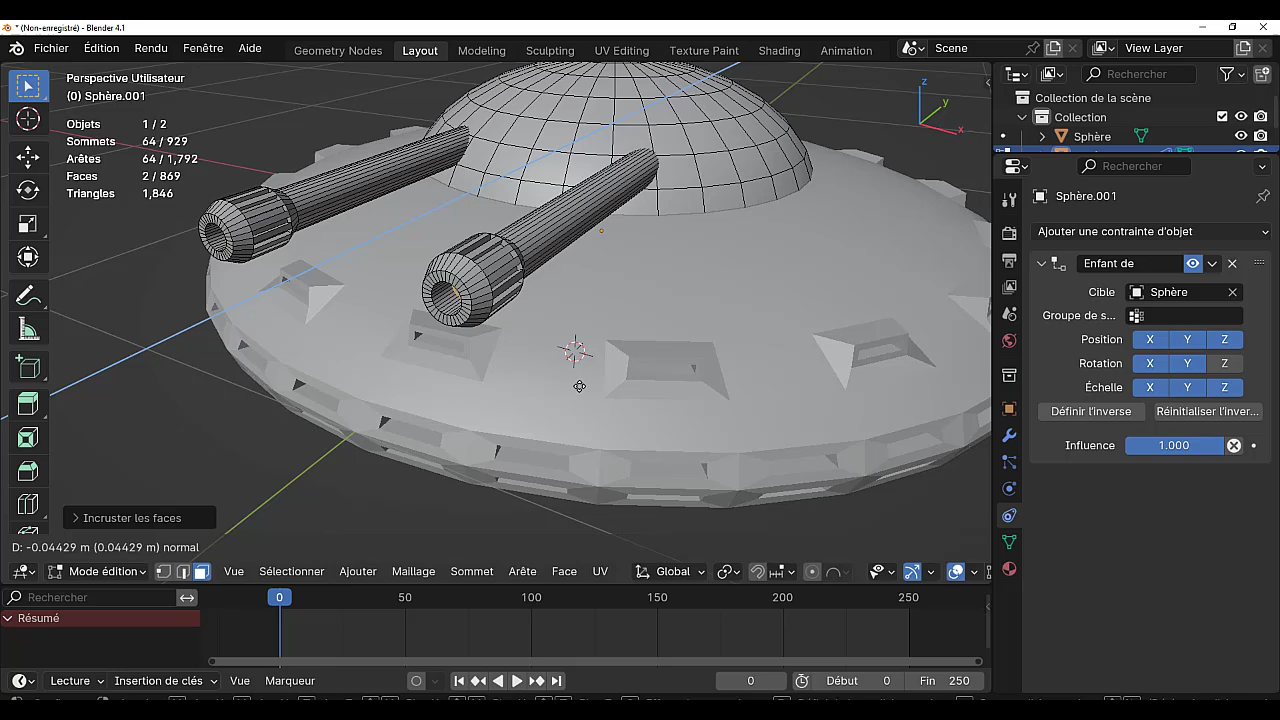 * (Non-enregistré) - Blender 4.1
Fichier Édition Rendu Fenêtre Aide Geometry Nodes Layout Modeling Sculpting UV Editing Texture Paint Shading Animation Scene View Layer
Perspective Utilisateur
(0) Sphère.001
Objets 1 / 2
Sommets 64 / 929
Arêtes 64 / 1,792
Faces 2 / 869
Triangles 1,846
z
y
x
Incruster les faces
D: -0.04429 m (0.04429 m) normal
Mode édition Vue Sélectionner Ajouter Maillage Sommet Arête Face UV Global
Rechercher
Collection de la scène
Collection
Sphère
Rechercher
Sphère.001
Ajouter une contrainte d'objet
Enfant de
Cible Sphère
Groupe de s...
Position X Y Z
Rotation X Y Z
Échelle X Y Z
Définir l'inverse Réinitialiser l'inver...
Influence 1.000
Rechercher 0 50 100 150 200 250
Résumé
Lecture Insertion de clés Vue Marqueur 0 Début 0 Fin 250